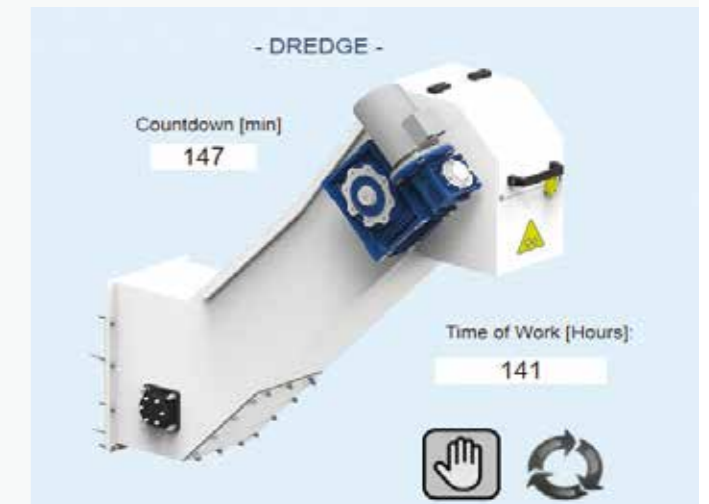 - DREDGE -
Countdown [min]
147
Time of Work [Hours]:
141